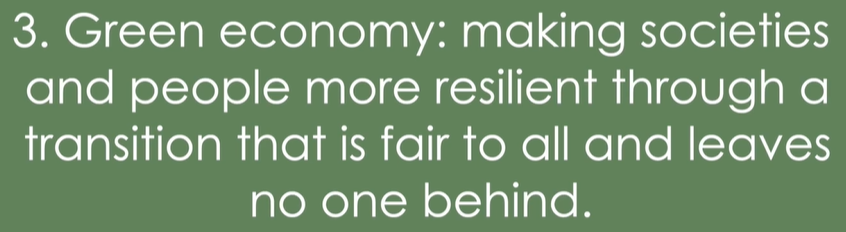 3. Green economy: making societies
and people more resilient through a
transition that is fair to all and leaves
no one behind.